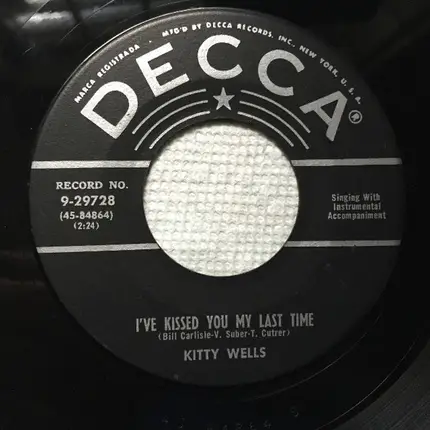 MARCA REGISTRADA • MF'G BY DECCA RECORDS, INC., NEW YORK, U. S. A.
DECCA®
RECORD NO.
9-29728
(45-84864)
(2:24)
Singing With
Instrumental
Accompaniment
I'VE KISSED YOU MY LAST TIME
(Bill Carlisle-V. Suber-T. Cutrer)
KITTY WELLS